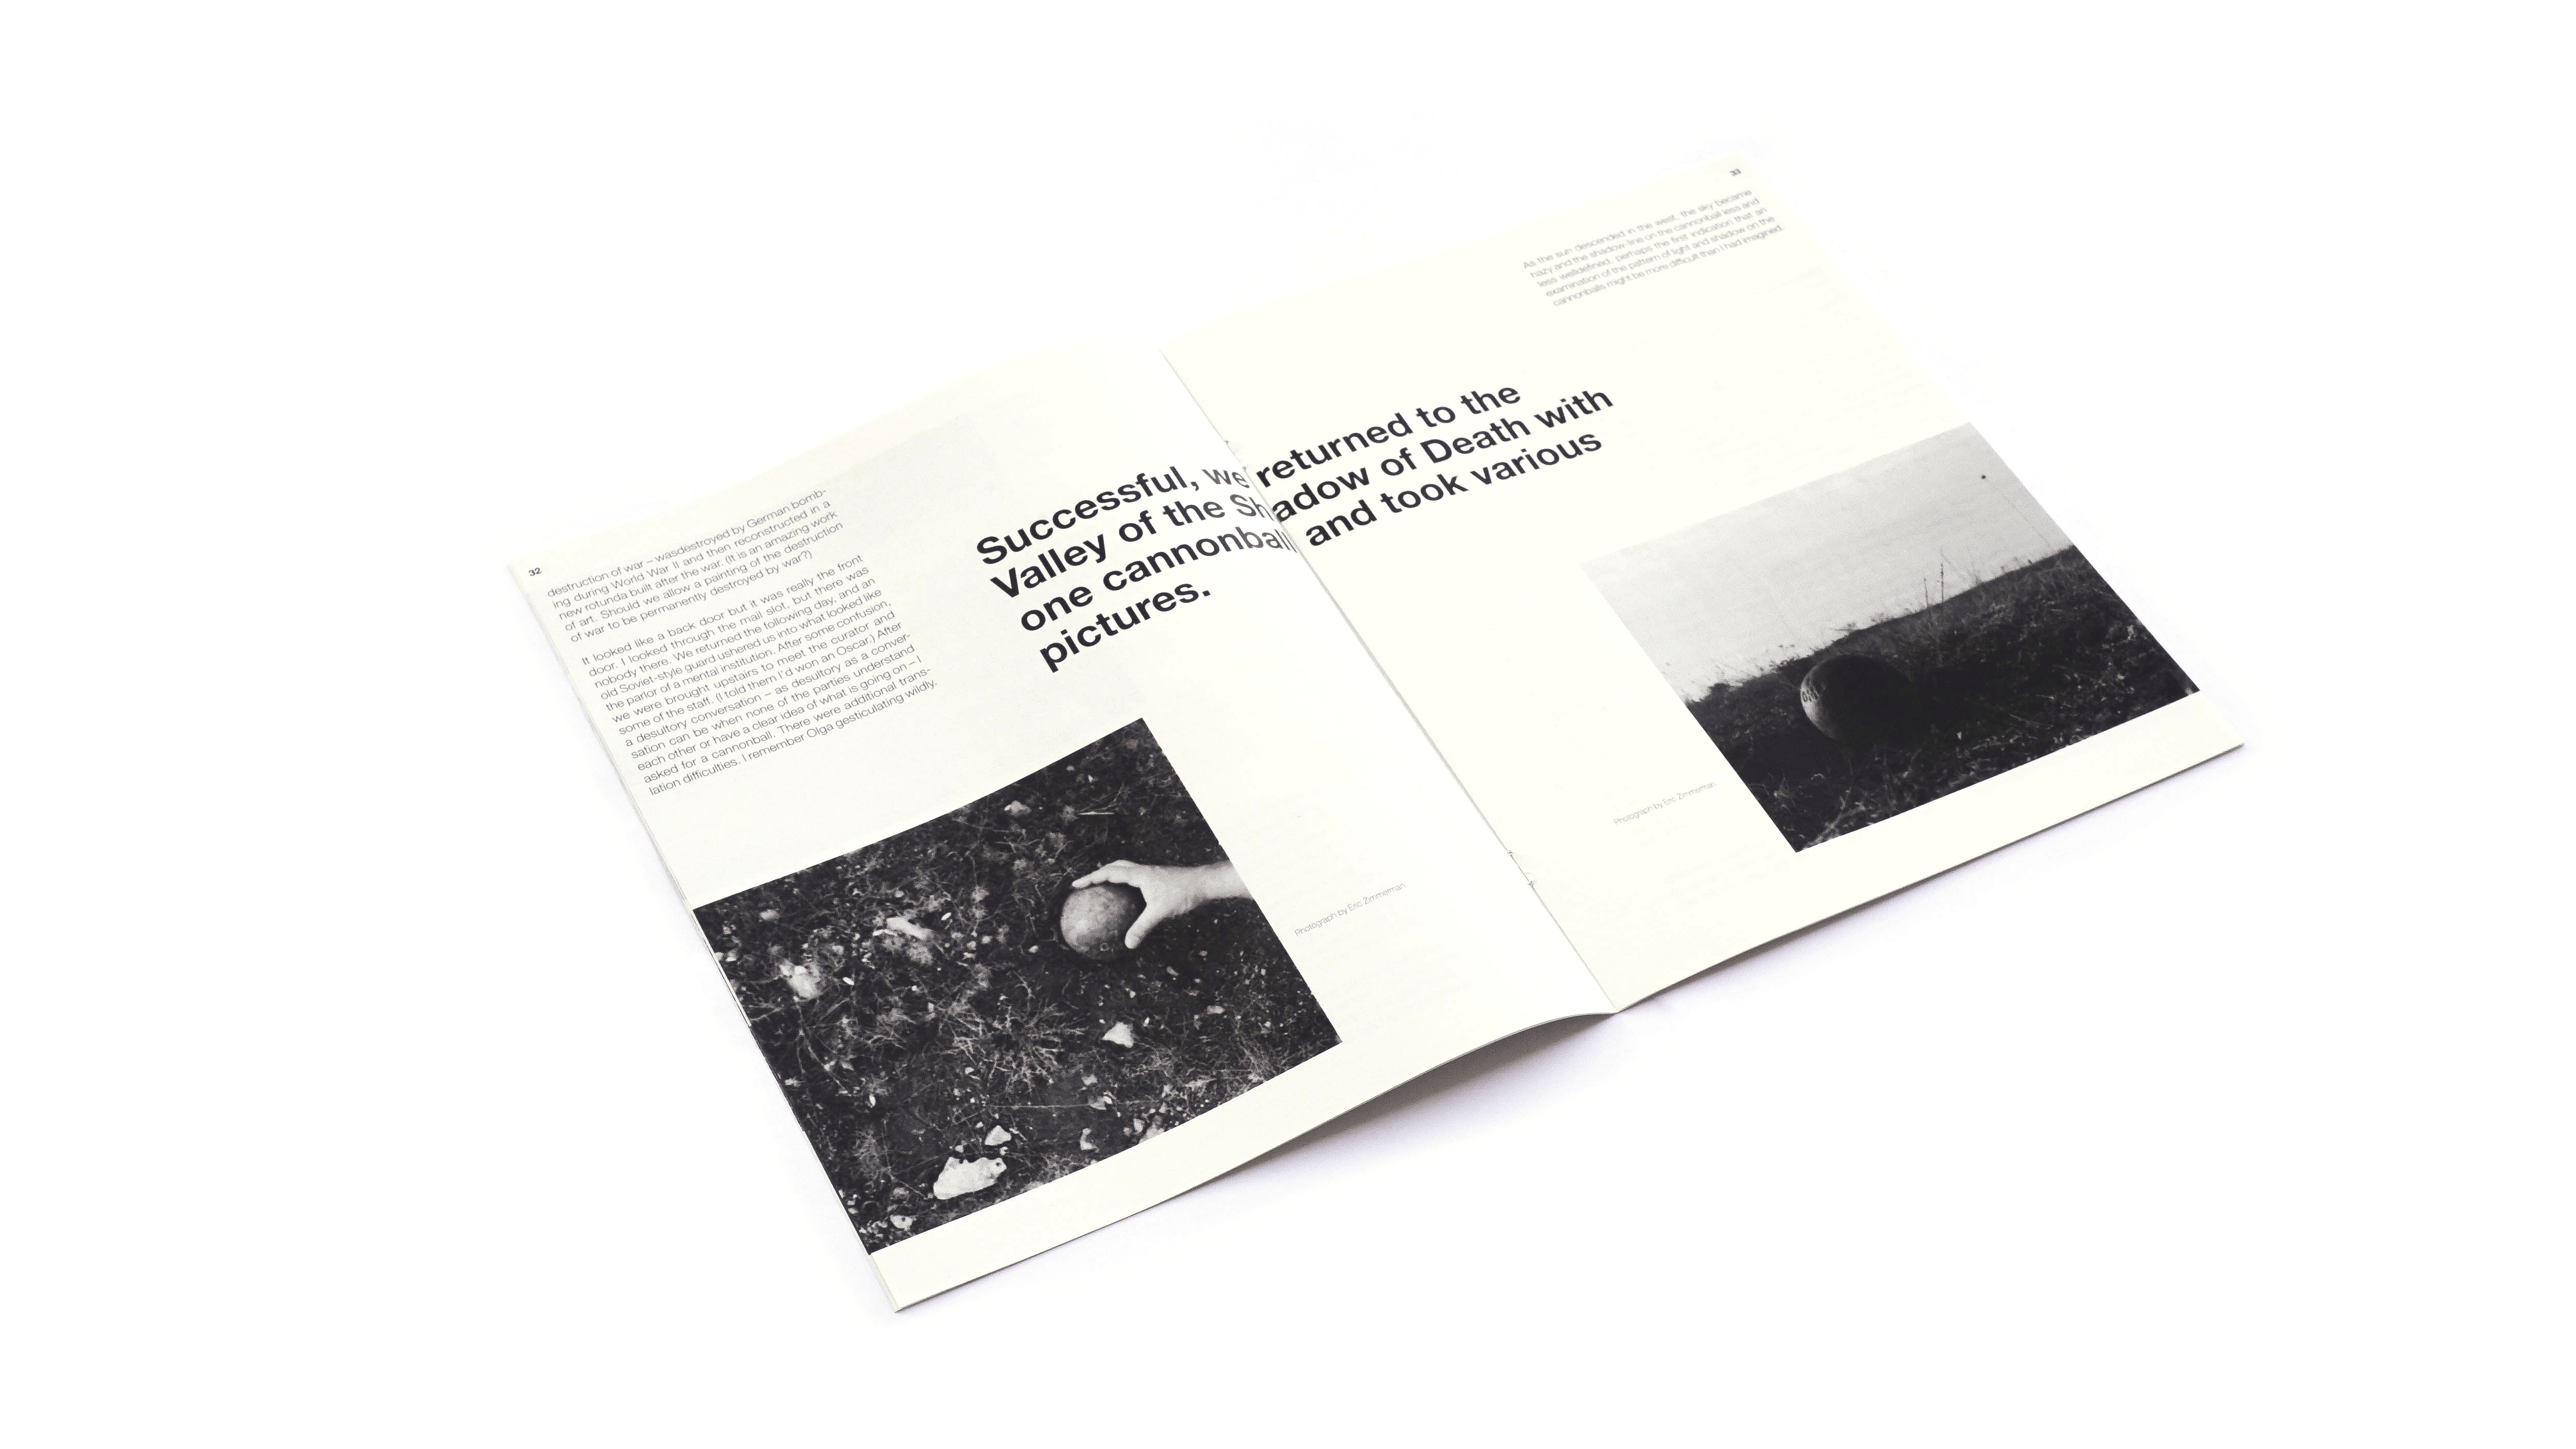 32
destruction of war – wasdestroyed by German bomb-
ing during World War II and then reconstructed in a
new rotunda built after the war. (It is an amazing work
of art. Should we allow a painting of the destruction
of war to be permanently destroyed by war?)
It looked like a back door but it was really the front
door. I looked through the mail slot, but there was
nobody there. We returned the following day, and an
old Soviet-style guard ushered us into what looked like
the parlor of a mental institution. After some confusion,
we were brought upstairs to meet the curator and
some of the staff. (I told them I'd won an Oscar.) After
a desultory conversation – as desultory as a conver-
sation can be when none of the parties understand
each other or have a clear idea of what is going on – I
asked for a cannonball. There were additional trans-
lation difficulties. I remember Olga gesticulating wildly.
Successful, we returned to the
Valley of the Shadow of Death with
one cannonball and took various
pictures.
Photograph by Eric Zimmerman
33
As the sun descended in the west, the sky became
hazy and the shadow-line on the cannonball less and
less welldefined, perhaps the first indication that an
examination of the pattern of light and shadow on the
cannonballs might be more difficult than I had imagined.
Photograph by Eric Zimmerman